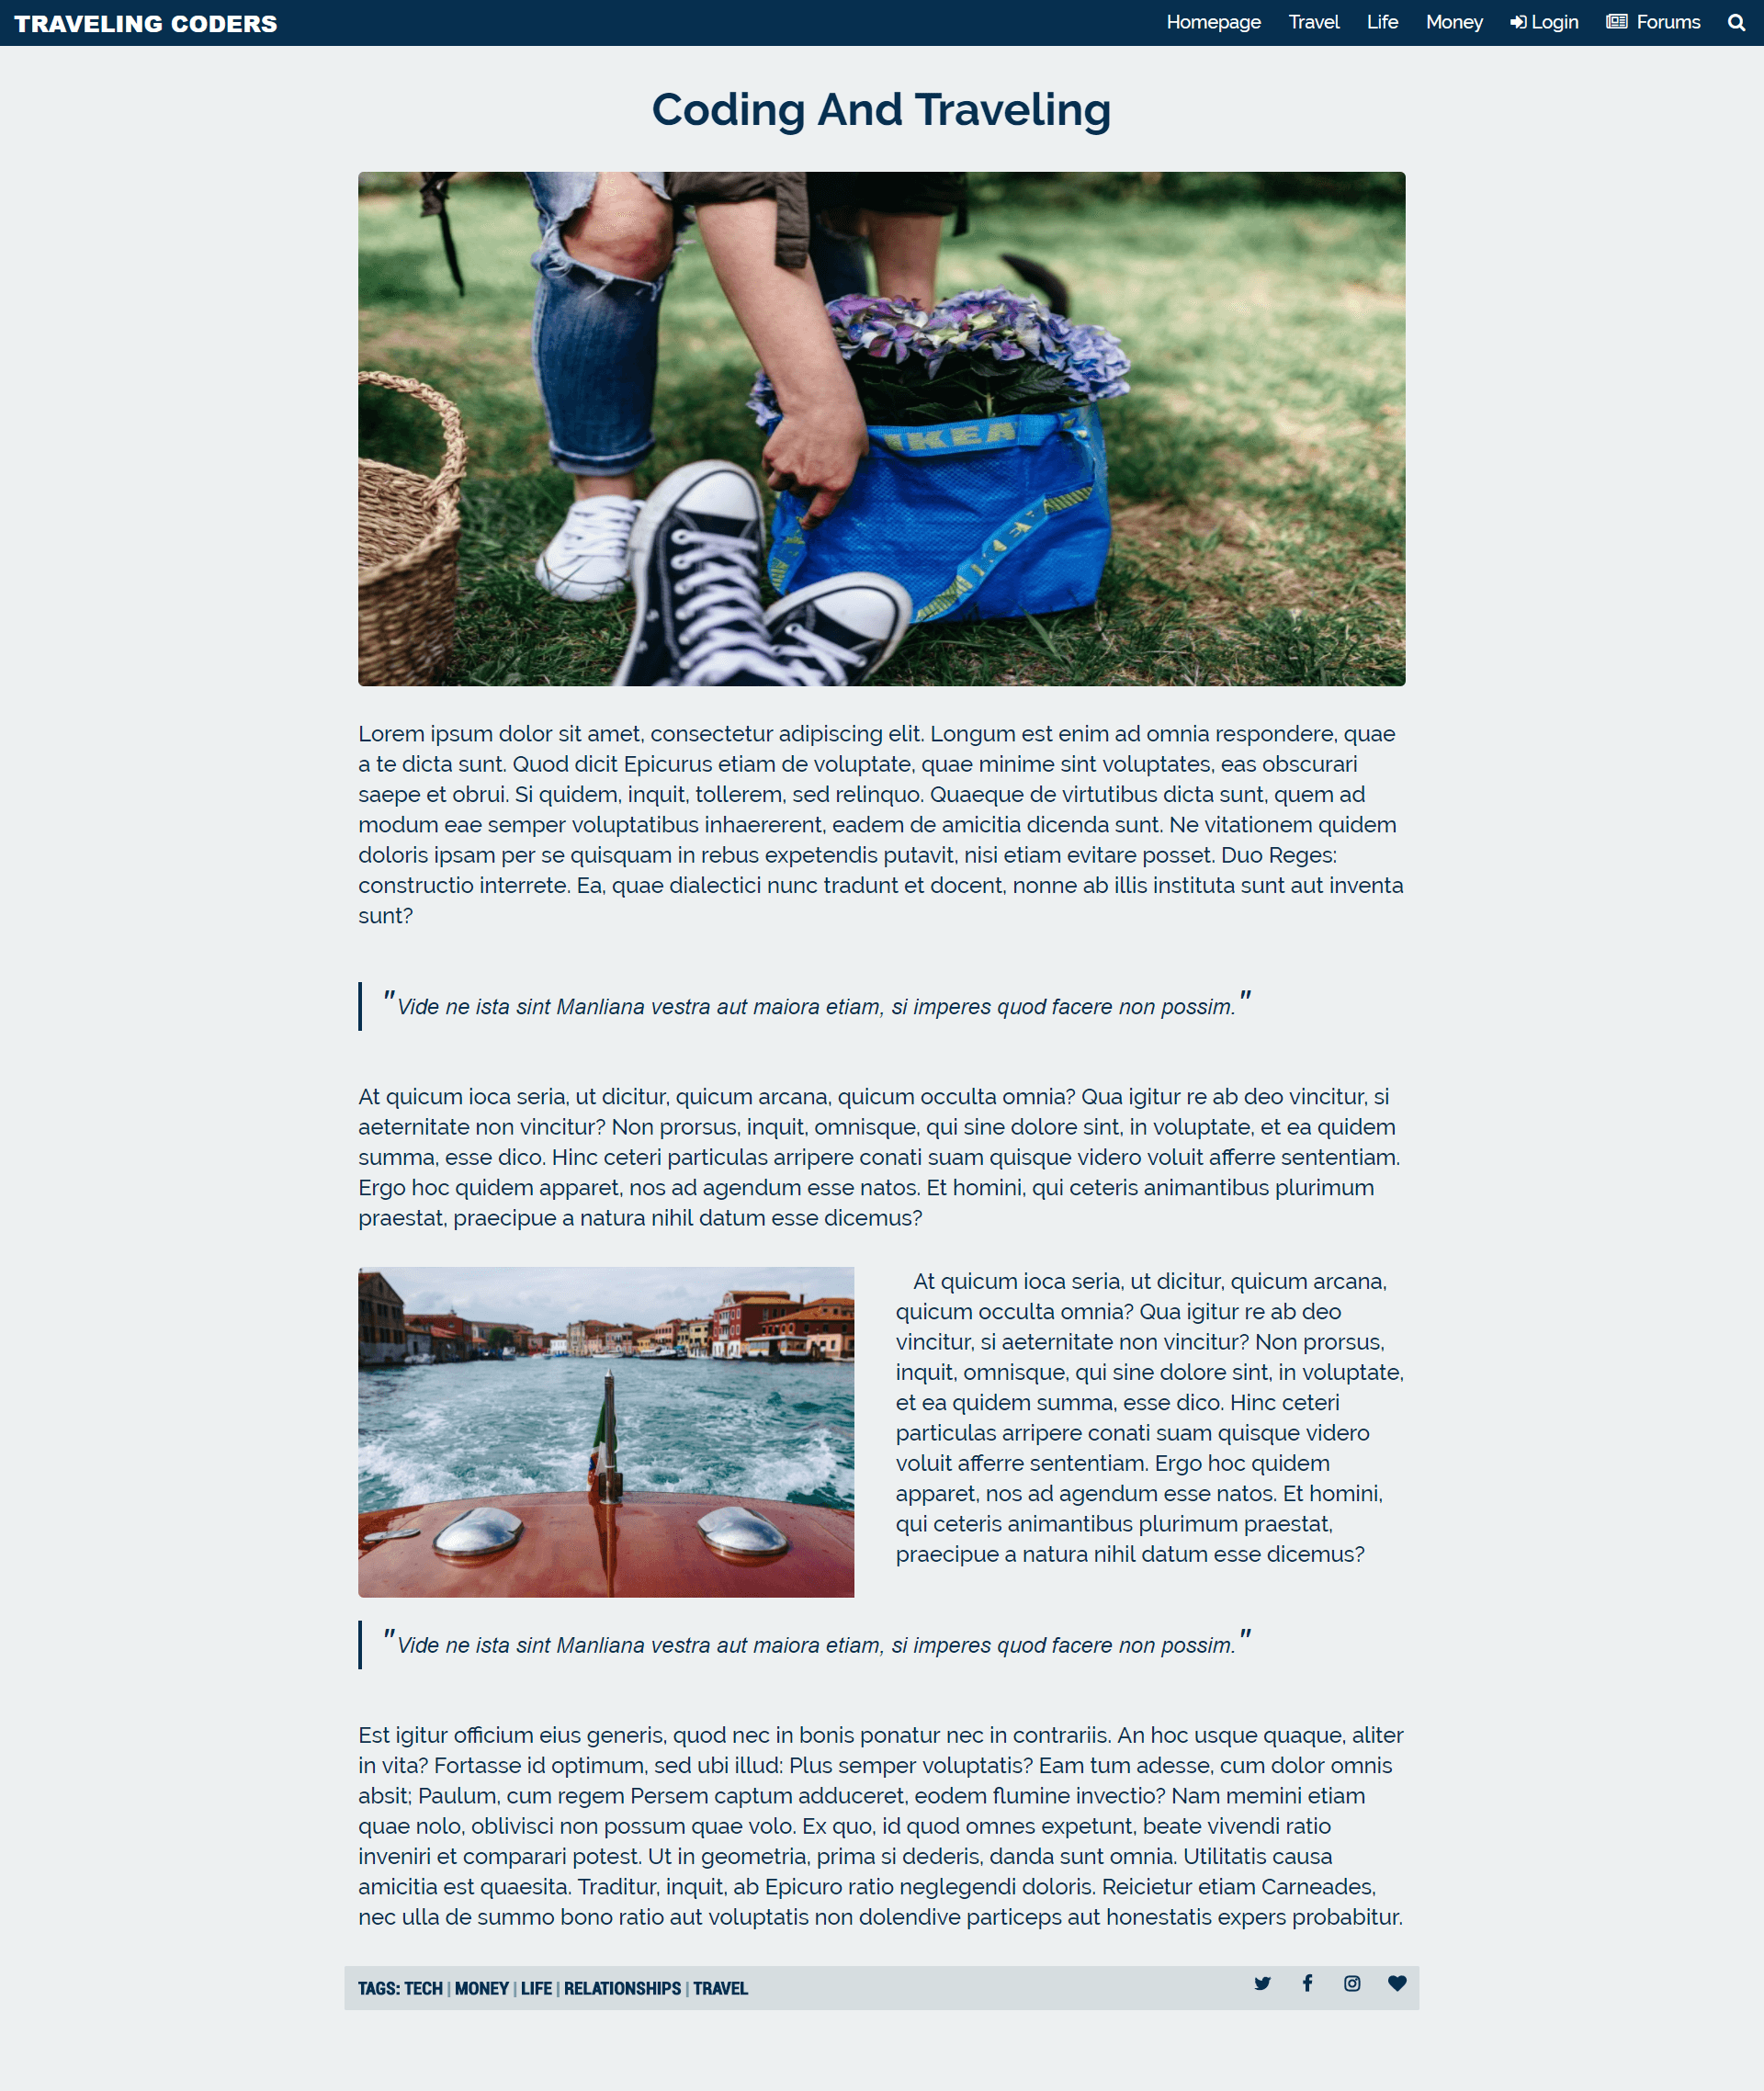 TRAVELING CODERS
Homepage Travel Life Money Login Forums
Coding And Traveling
IKEA
Lorem ipsum dolor sit amet, consectetur adipiscing elit. Longum est enim ad omnia respondere, quae
a te dicta sunt. Quod dicit Epicurus etiam de voluptate, quae minime sint voluptates, eas obscurari
saepe et obrui. Si quidem, inquit, tollerem, sed relinquo. Quaeque de virtutibus dicta sunt, quem ad
modum eae semper voluptatibus inhaererent, eadem de amicitia dicenda sunt. Ne vitationem quidem
doloris ipsam per se quisquam in rebus expetendis putavit, nisi etiam evitare posset. Duo Reges:
constructio interrete. Ea, quae dialectici nunc tradunt et docent, nonne ab illis instituta sunt aut inventa
sunt?
"Vide ne ista sint Manliana vestra aut maiora etiam, si imperes quod facere non possim."
At quicum ioca seria, ut dicitur, quicum arcana, quicum occulta omnia? Qua igitur re ab deo vincitur, si
aeternitate non vincitur? Non prorsus, inquit, omnisque, qui sine dolore sint, in voluptate, et ea quidem
summa, esse dico. Hinc ceteri particulas arripere conati suam quisque videro voluit afferre sententiam.
Ergo hoc quidem apparet, nos ad agendum esse natos. Et homini, qui ceteris animantibus plurimum
praestat, praecipue a natura nihil datum esse dicemus?
At quicum ioca seria, ut dicitur, quicum arcana,
quicum occulta omnia? Qua igitur re ab deo
vincitur, si aeternitate non vincitur? Non prorsus,
inquit, omnisque, qui sine dolore sint, in voluptate,
et ea quidem summa, esse dico. Hinc ceteri
particulas arripere conati suam quisque videro
voluit afferre sententiam. Ergo hoc quidem
apparet, nos ad agendum esse natos. Et homini,
qui ceteris animantibus plurimum praestat,
praecipue a natura nihil datum esse dicemus?
"Vide ne ista sint Manliana vestra aut maiora etiam, si imperes quod facere non possim."
Est igitur officium eius generis, quod nec in bonis ponatur nec in contrariis. An hoc usque quaque, aliter
in vita? Fortasse id optimum, sed ubi illud: Plus semper voluptatis? Eam tum adesse, cum dolor omnis
absit; Paulum, cum regem Persem captum adduceret, eodem flumine invectio? Nam memini etiam
quae nolo, oblivisci non possum quae volo. Ex quo, id quod omnes expetunt, beate vivendi ratio
inveniri et comparari potest. Ut in geometria, prima si dederis, danda sunt omnia. Utilitatis causa
amicitia est quaesita. Traditur, inquit, ab Epicuro ratio neglegendi doloris. Reicietur etiam Carneades,
nec ulla de summo bono ratio aut voluptatis non dolendive particeps aut honestatis expers probabitur.
TAGS: TECH | MONEY | LIFE | RELATIONSHIPS | TRAVEL